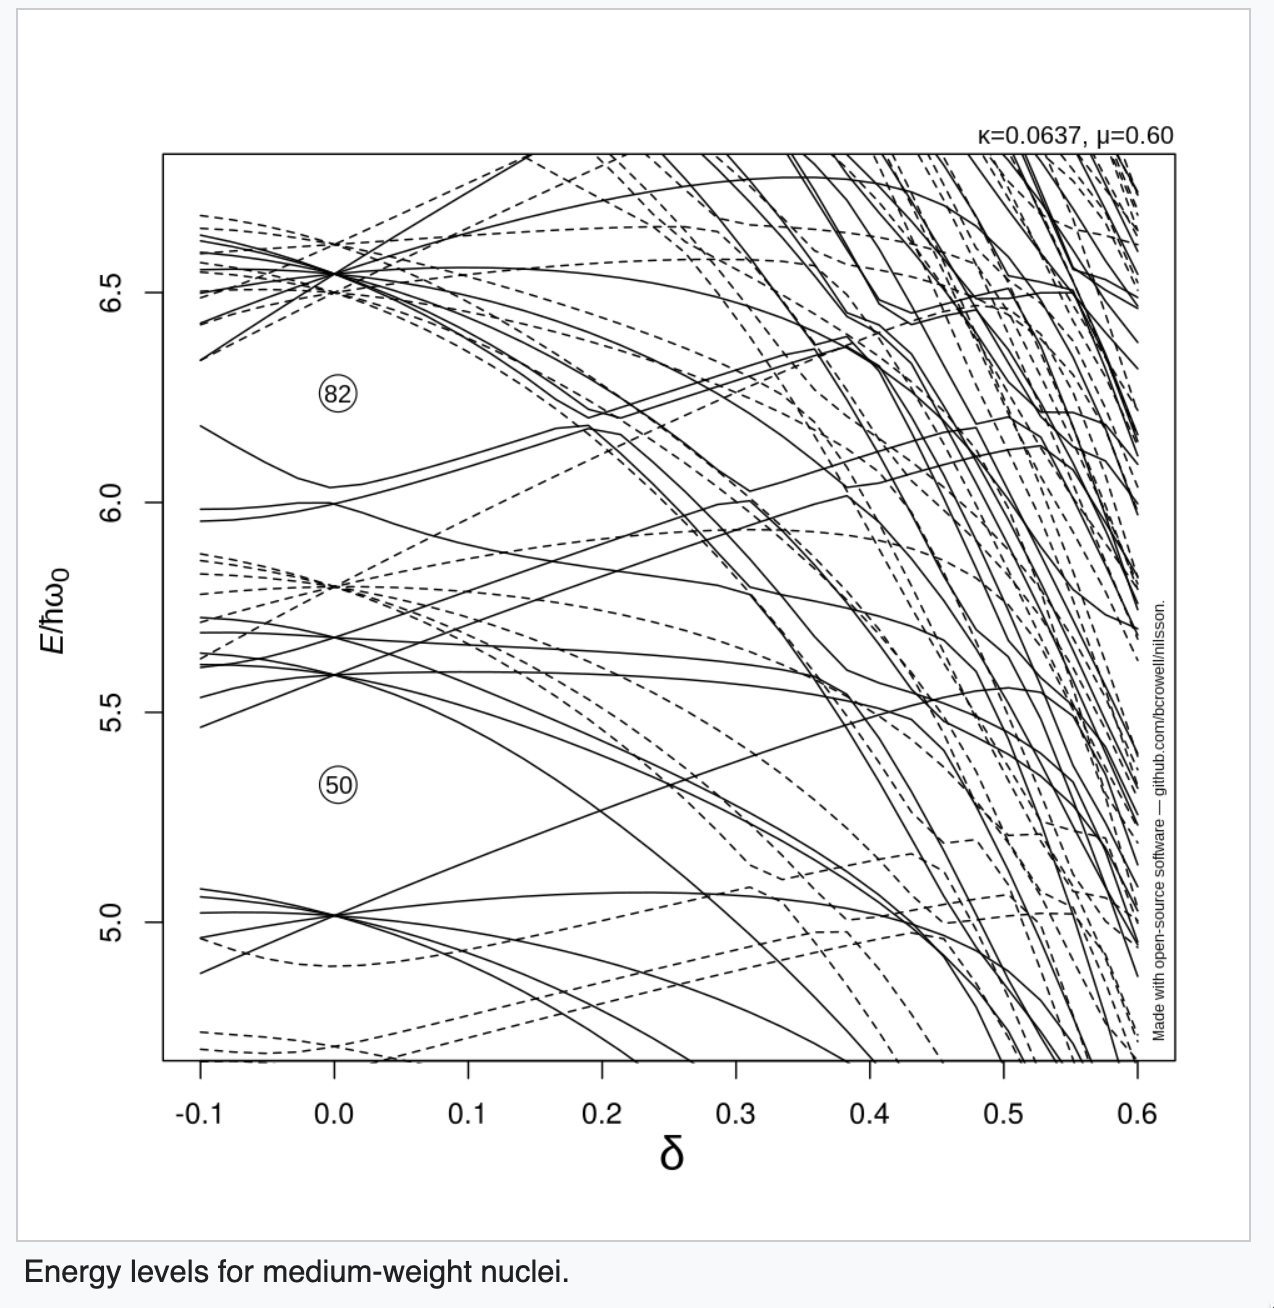 κ=0.0637, μ=0.60
6.5
82
6.0
E/ħω0
5.5
50
5.0
Made with open-source software — github.com/bcrowell/nilsson.
-0.1 0.0 0.1 0.2 0.3 0.4 0.5 0.6
δ
Energy levels for medium-weight nuclei.